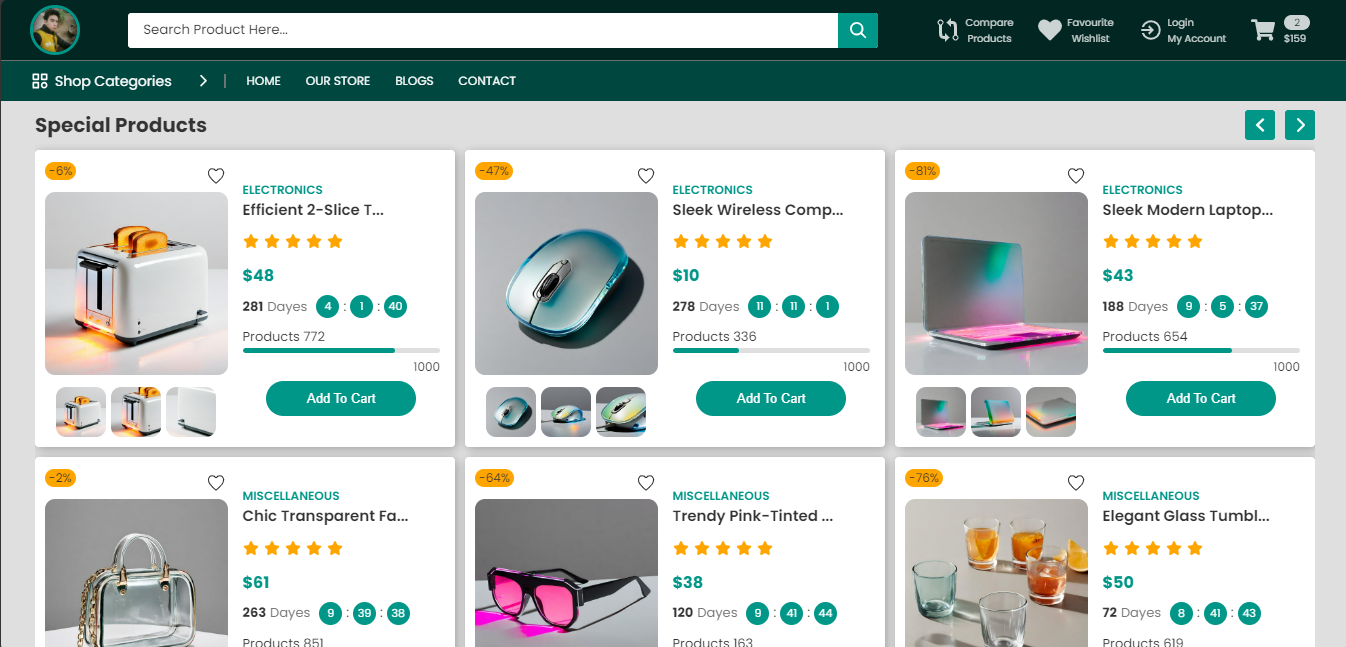 Search Product Here...
Compare
Products
Favourite
Wishlist
Login
My Account
2
$159
Shop Categories
HOME
OUR STORE
BLOGS
CONTACT
Special Products
-6%
ELECTRONICS
Efficient 2-Slice T...
$48
281 Dayes 4 : 1 : 40
Products 772
1000
Add To Cart
-47%
ELECTRONICS
Sleek Wireless Comp...
$10
278 Dayes 11 : 11 : 1
Products 336
1000
Add To Cart
-81%
ELECTRONICS
Sleek Modern Laptop...
$43
188 Dayes 9 : 5 : 37
Products 654
1000
Add To Cart
-2%
MISCELLANEOUS
Chic Transparent Fa...
$61
263 Dayes 9 : 39 : 38
Products 851
-64%
MISCELLANEOUS
Trendy Pink-Tinted ...
$38
120 Dayes 9 : 41 : 44
Products 163
-76%
MISCELLANEOUS
Elegant Glass Tumbl...
$50
72 Dayes 8 : 41 : 43
Products 619